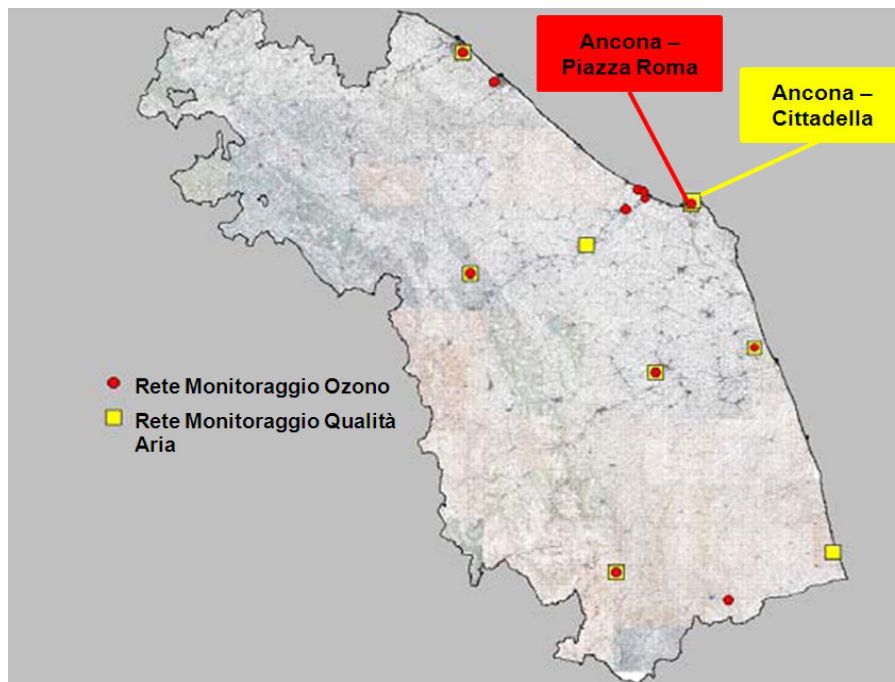 Ancona –
Piazza Roma
Ancona –
Cittadella
Rete Monitoraggio Ozono
Rete Monitoraggio Qualità
Aria